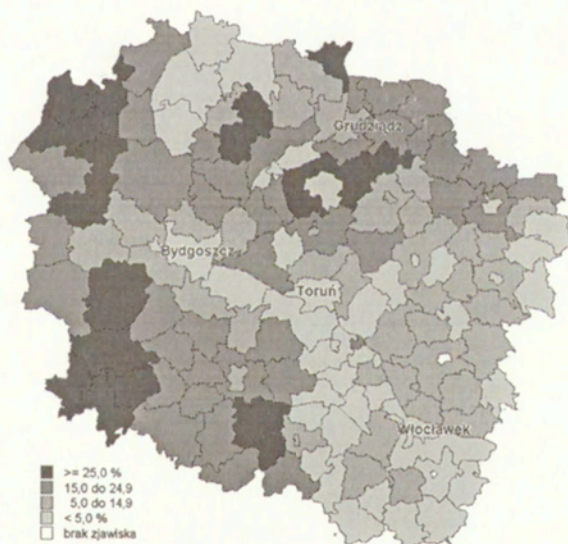 Grudziądz
Bydgoszcz
Toruń
Włocławek
1
>= 25,0 %
15,0 do 24,9
5,0 do 14,9
< 5,0 %
brak zjawiska